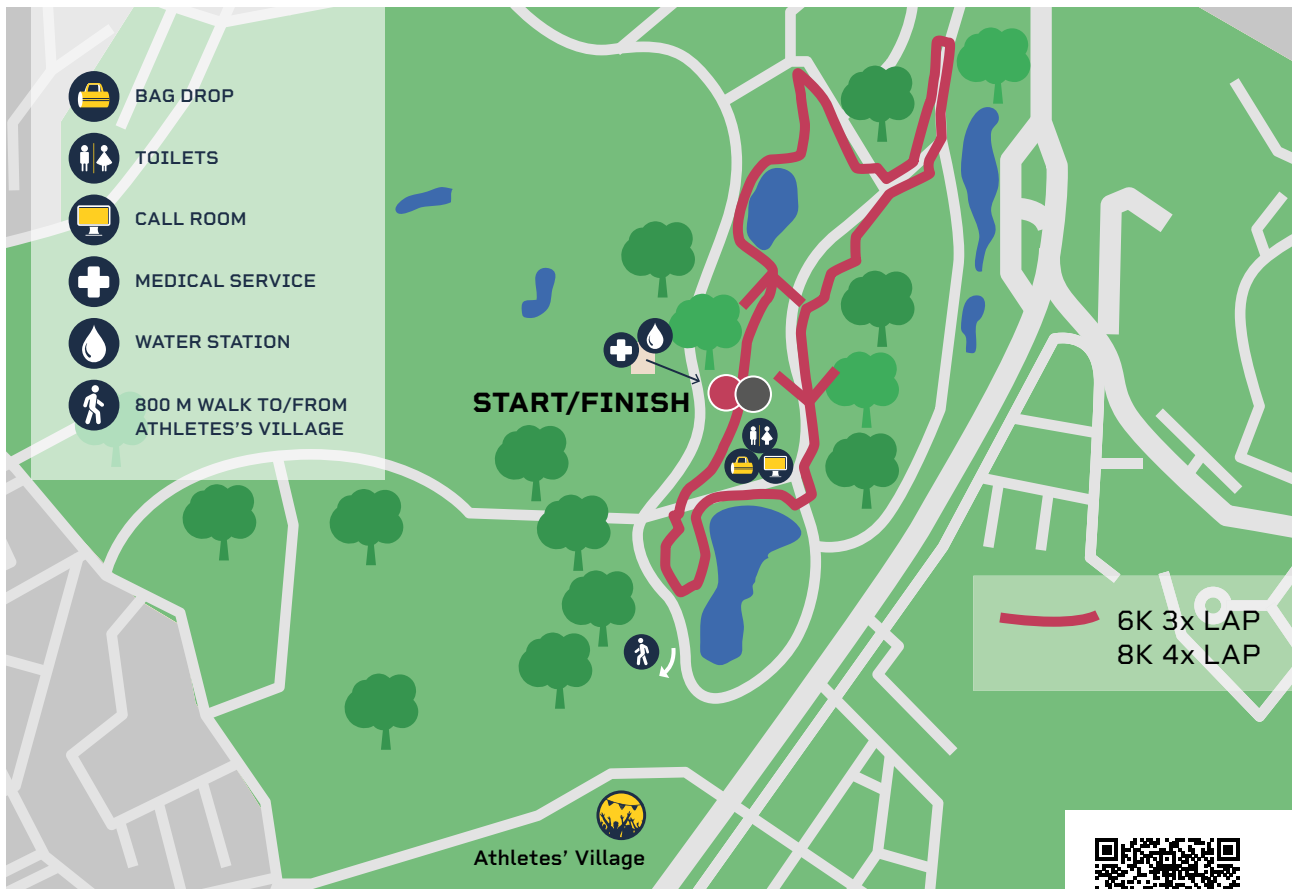 BAG DROP
TOILETS
CALL ROOM
MEDICAL SERVICE
WATER STATION
800 M WALK TO/FROM
ATHLETES'S VILLAGE
START/FINISH
6K 3x LAP
8K 4x LAP
Athletes' Village